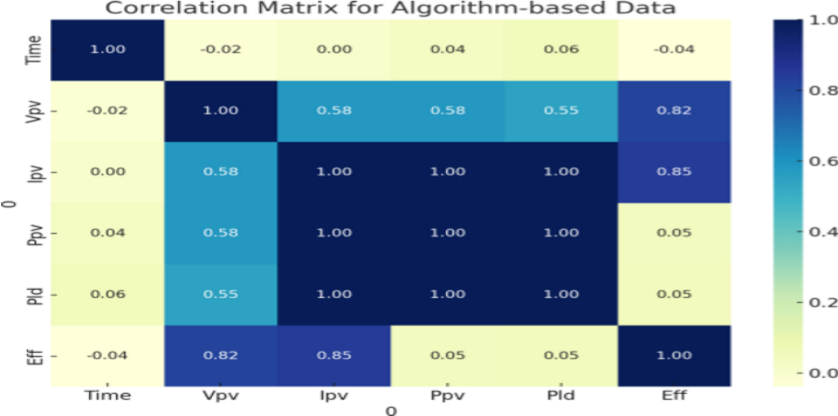 Correlation Matrix for Algorithm-based Data
Time 1.00 -0.02 0.00 0.04 0.06 -0.04
Vpv -0.02 1.00 0.58 0.58 0.55 0.82
Ipv 0.00 0.58 1.00 1.00 1.00 0.85
0
Ppv 0.04 0.58 1.00 1.00 1.00 0.05
Pld 0.06 0.55 1.00 1.00 1.00 0.05
Eff -0.04 0.82 0.85 0.05 0.05 1.00
Time Vpv Ipv Ppv Pld Eff
0
1.0
0.8
0.6
0.4
0.2
0.0